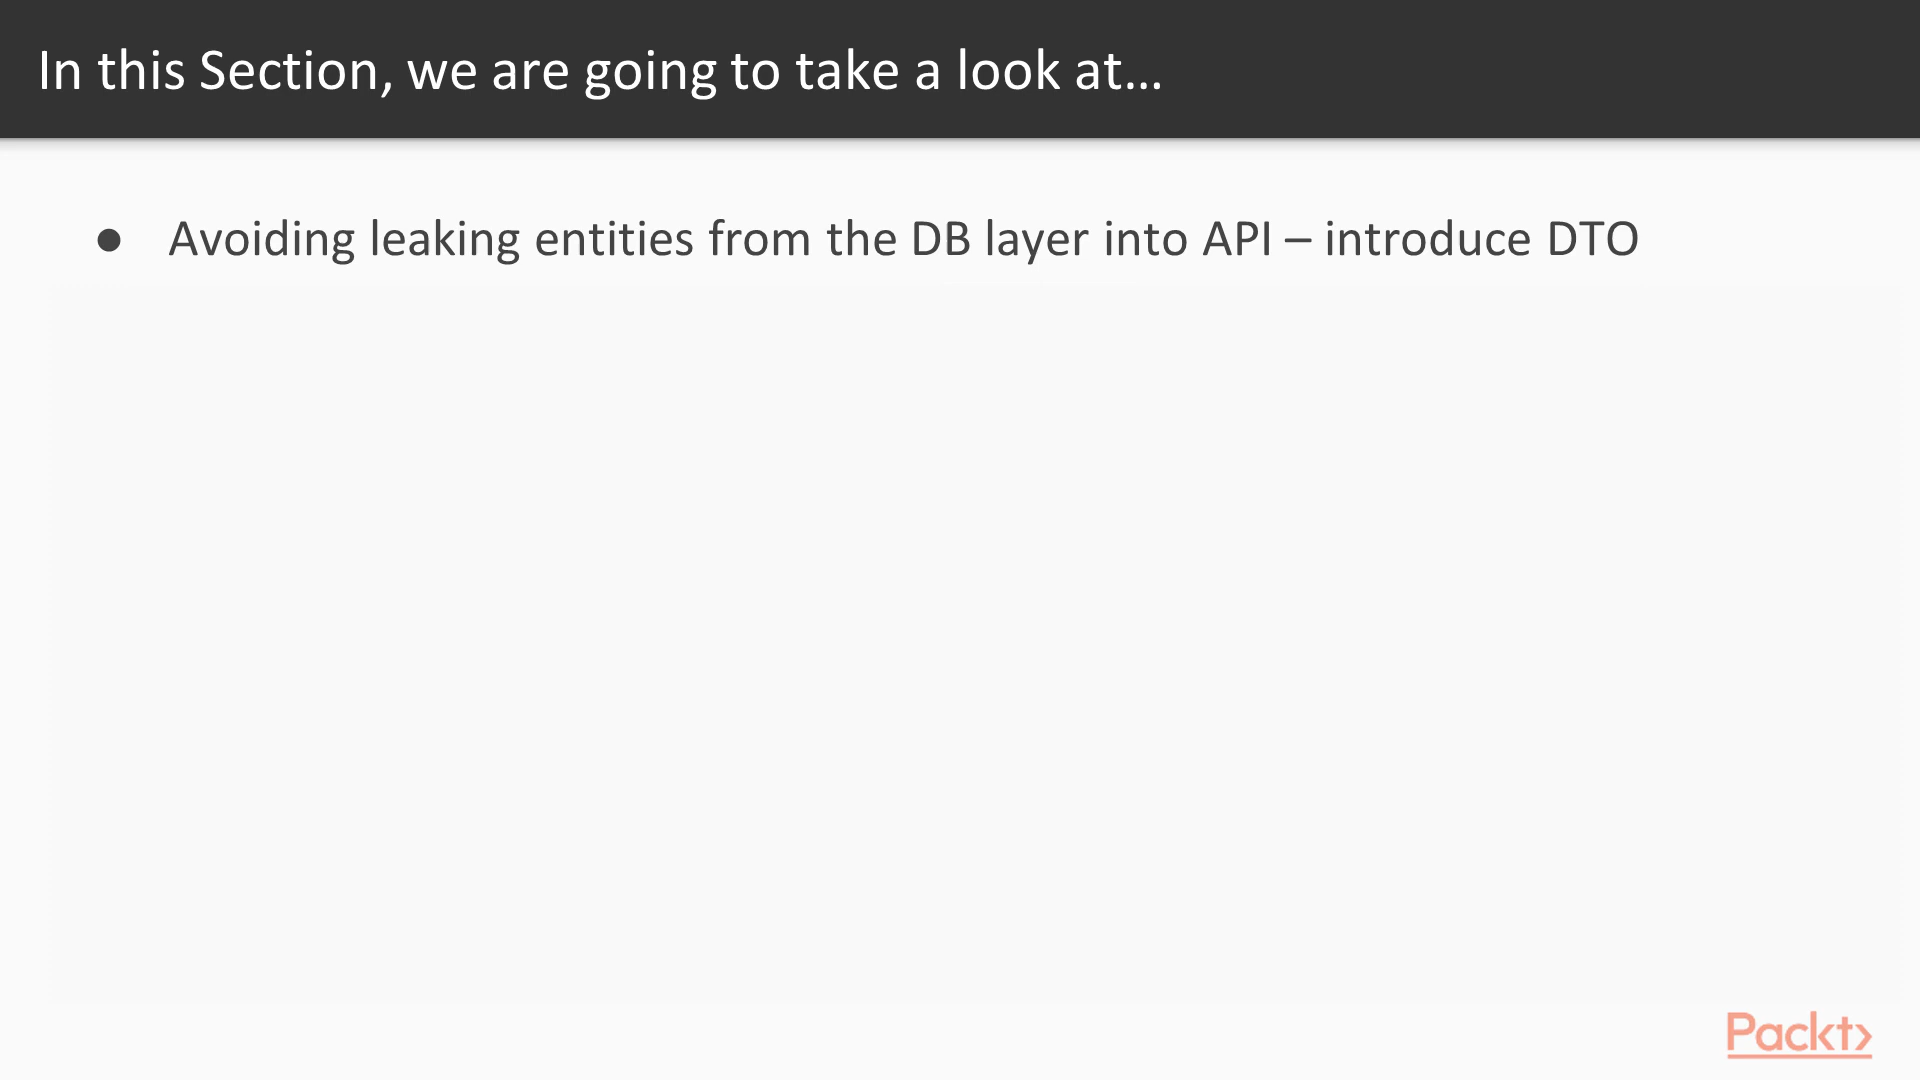 In this Section, we are going to take a look at…
● Avoiding leaking entities from the DB layer into API – introduce DTO
Packt>